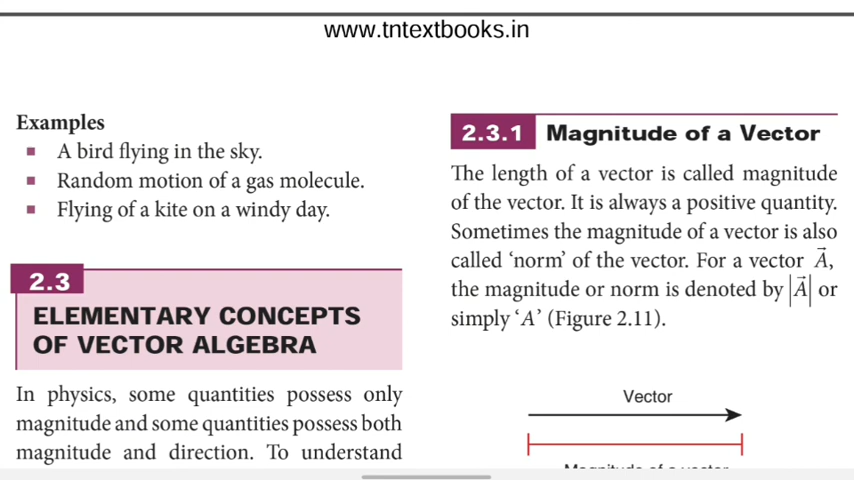 www.tntextbooks.in
Examples
A bird flying in the sky.
Random motion of a gas molecule.
Flying of a kite on a windy day.
2.3
ELEMENTARY CONCEPTS
OF VECTOR ALGEBRA
In physics, some quantities possess only
magnitude and some quantities possess both
magnitude and direction. To understand
2.3.1 Magnitude of a Vector
The length of a vector is called magnitude
of the vector. It is always a positive quantity.
Sometimes the magnitude of a vector is also
called ‘norm’ of the vector. For a vector A⃗,
the magnitude or norm is denoted by |A⃗| or
simply ‘A’ (Figure 2.11).
Vector
Magnitude of a vector